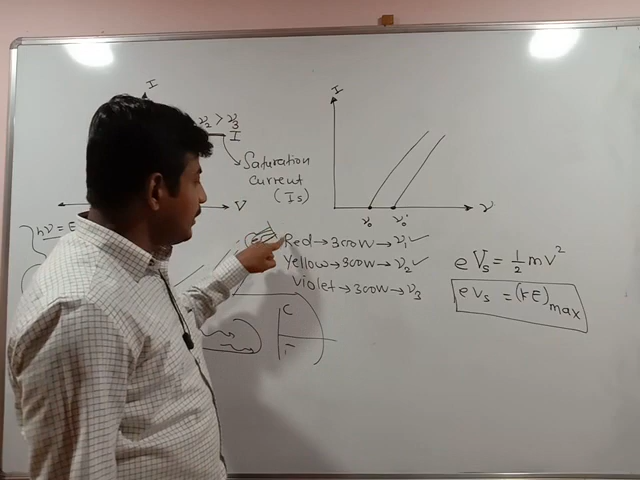 I
ν2 > ν3
I
Saturation
current
(Is)
V
hν = E
I
ν0 ν0'
ν
Red → 300W → ν1 ✓
Yellow → 300W → ν2 ✓
Violet → 300W → ν3
C
eVs = 1/2 mv²
eVs = (KE)max